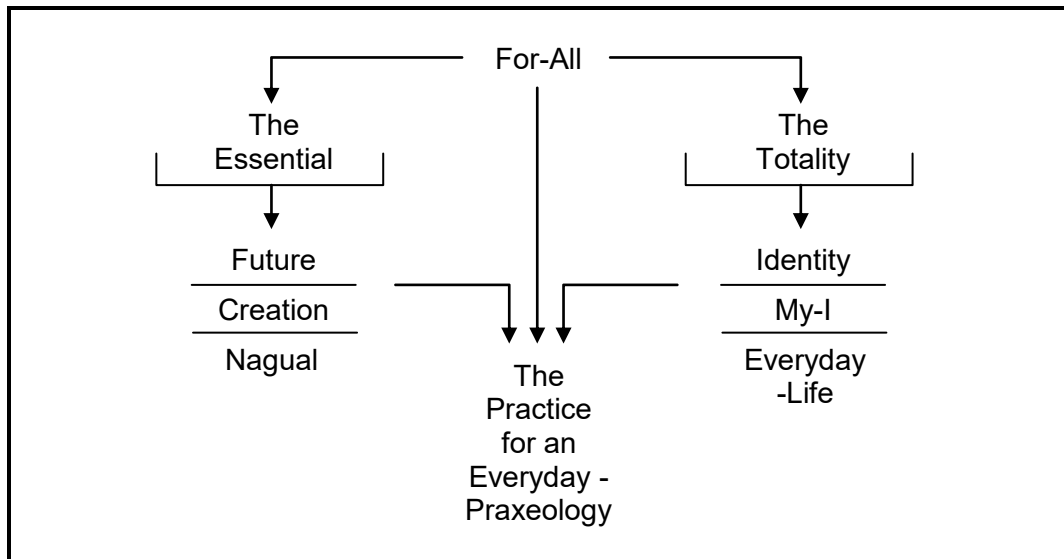 For-All
The
Essential
The
Totality
Future
Creation
Nagual
Identity
My-I
Everyday
-Life
The
Practice
for an
Everyday -
Praxeology